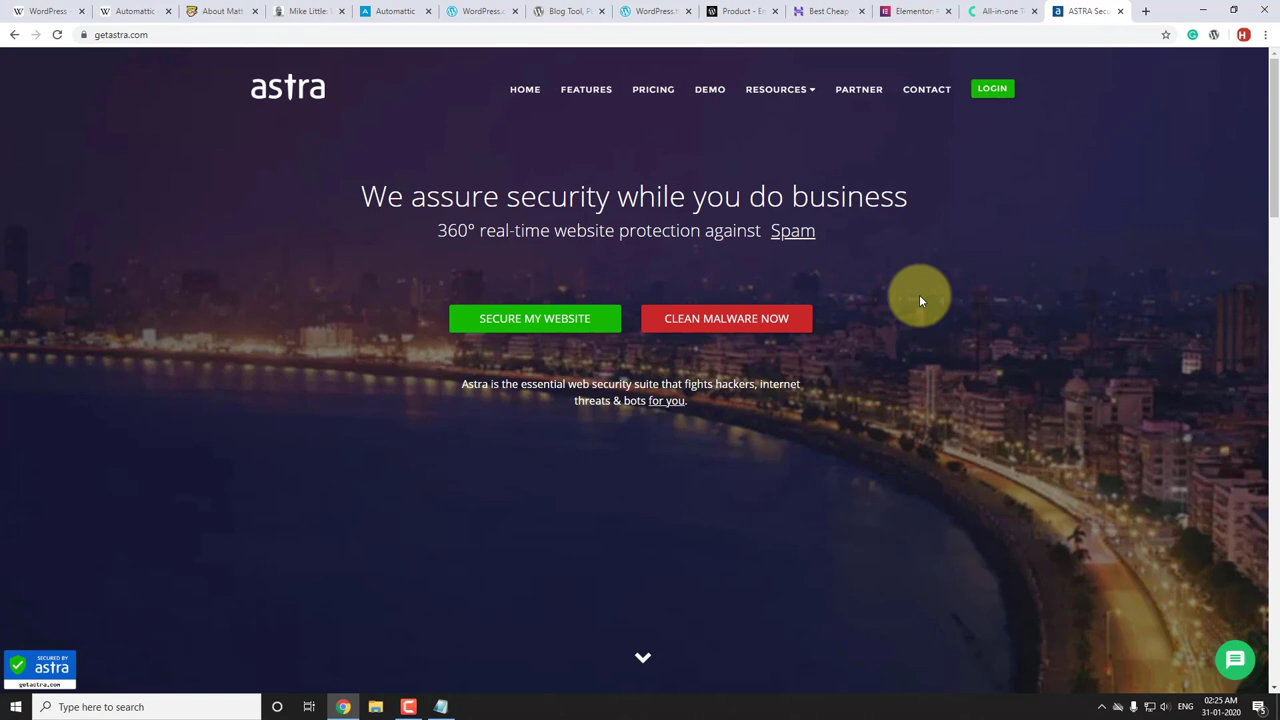 WordPress
Automatic
About Matt
Mike Little
Automattic
WordPress.
Blog Tool, P
WordPress:
Product - En
Best Cheap
Elementor:
All-in-one T
ASTRA Secu
getastra.com
astra
HOME
FEATURES
PRICING
DEMO
RESOURCES
PARTNER
CONTACT
LOGIN
We assure security while you do business
360° real-time website protection against Spam
SECURE MY WEBSITE
CLEAN MALWARE NOW
Astra is the essential web security suite that fights hackers, internet
threats & bots for you.
SECURED BY
astra
getastra.com
Type here to search
ENG
02:25 AM
31-01-2020
5